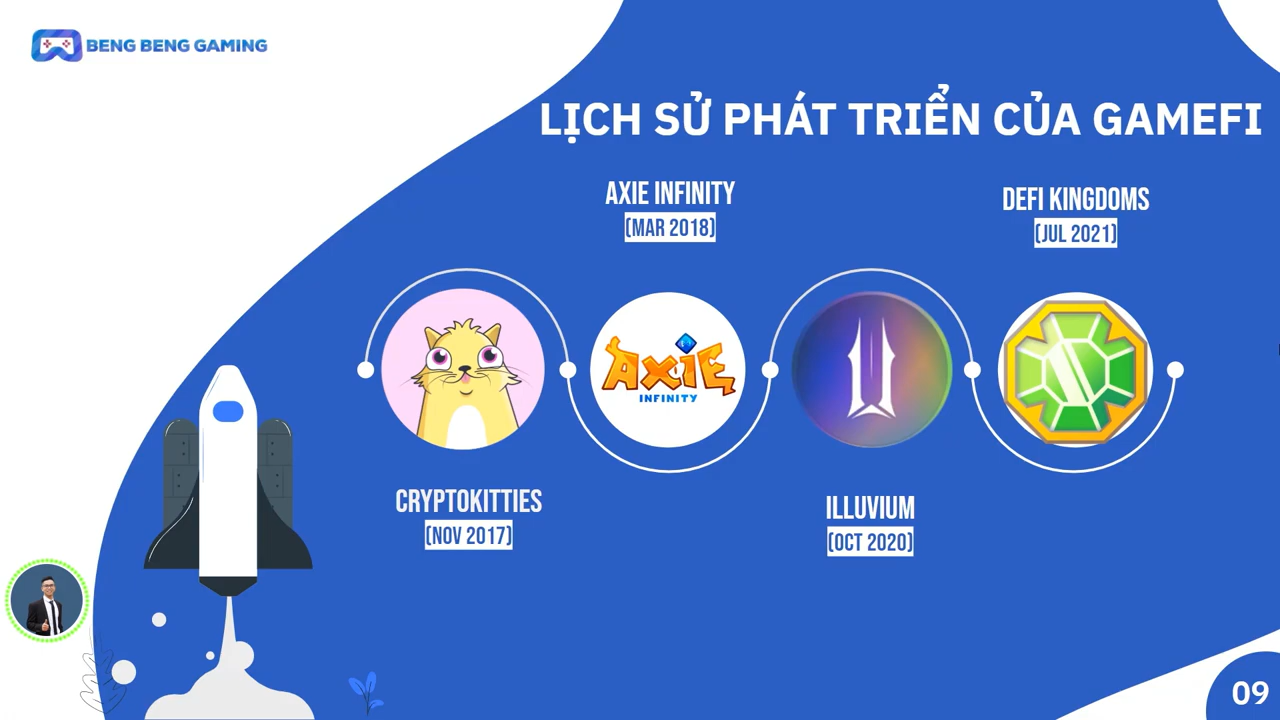 BENG BENG GAMING
LỊCH SỬ PHÁT TRIỂN CỦA GAMEFI
AXIE INFINITY
(MAR 2018)
DEFI KINGDOMS
(JUL 2021)
AXIE
INFINITY
CRYPTOKITTIES
(NOV 2017)
ILLUVIUM
(OCT 2020)
09